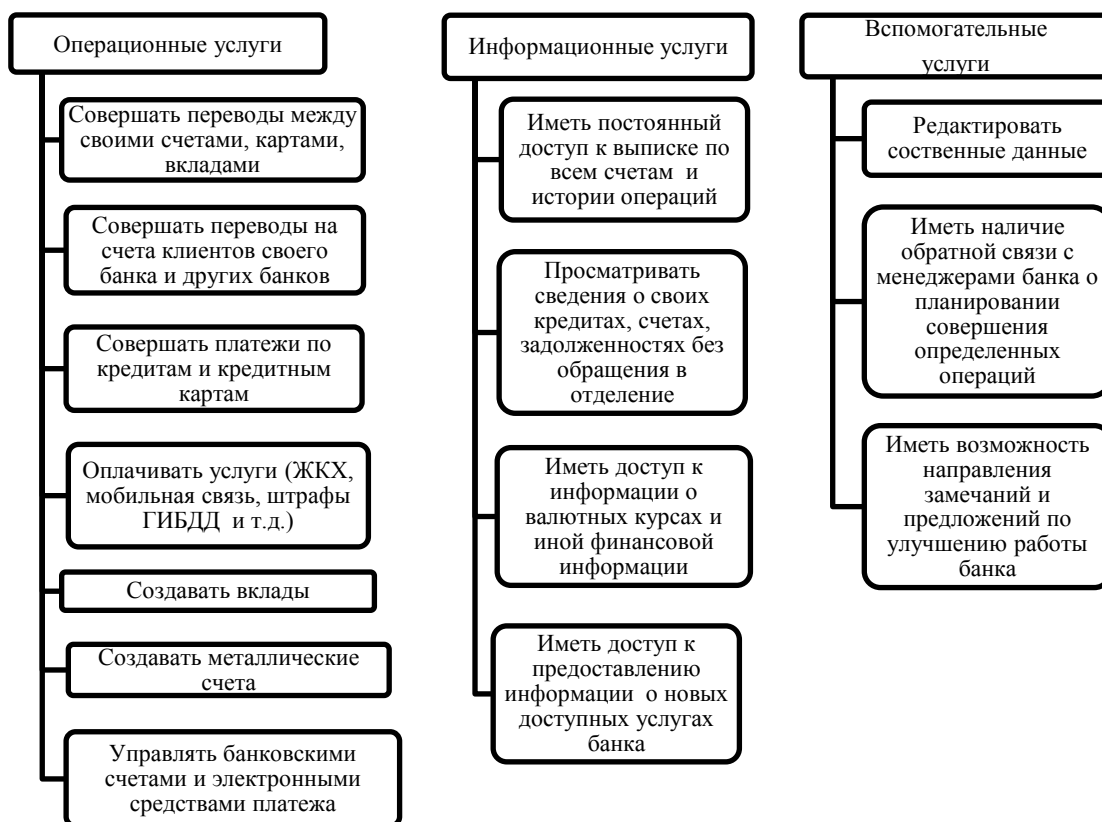 Операционные услуги
Совершать переводы между
своими счетами, картами,
вкладами
Совершать переводы на
счета клиентов своего
банка и других банков
Совершать платежи по
кредитам и кредитным
картам
Оплачивать услуги (ЖКХ,
мобильная связь, штрафы
ГИБДД и т.д.)
Создавать вклады
Создавать металлические
счета
Управлять банковскими
счетами и электронными
средствами платежа
Информационные услуги
Иметь постоянный
доступ к выписке по
всем счетам и
истории операций
Просматривать
сведения о своих
кредитах, счетах,
задолженностях без
обращения в
отделение
Иметь доступ к
информации о
валютных курсах и
иной финансовой
информации
Иметь доступ к
предоставлению
информации о новых
доступных услугах
банка
Вспомогательные
услуги
Редактировать
соственные данные
Иметь наличие
обратной связи с
менеджерами банка о
планировании
совершения
определенных
операций
Иметь возможность
направления
замечаний и
предложений по
улучшению работы
банка